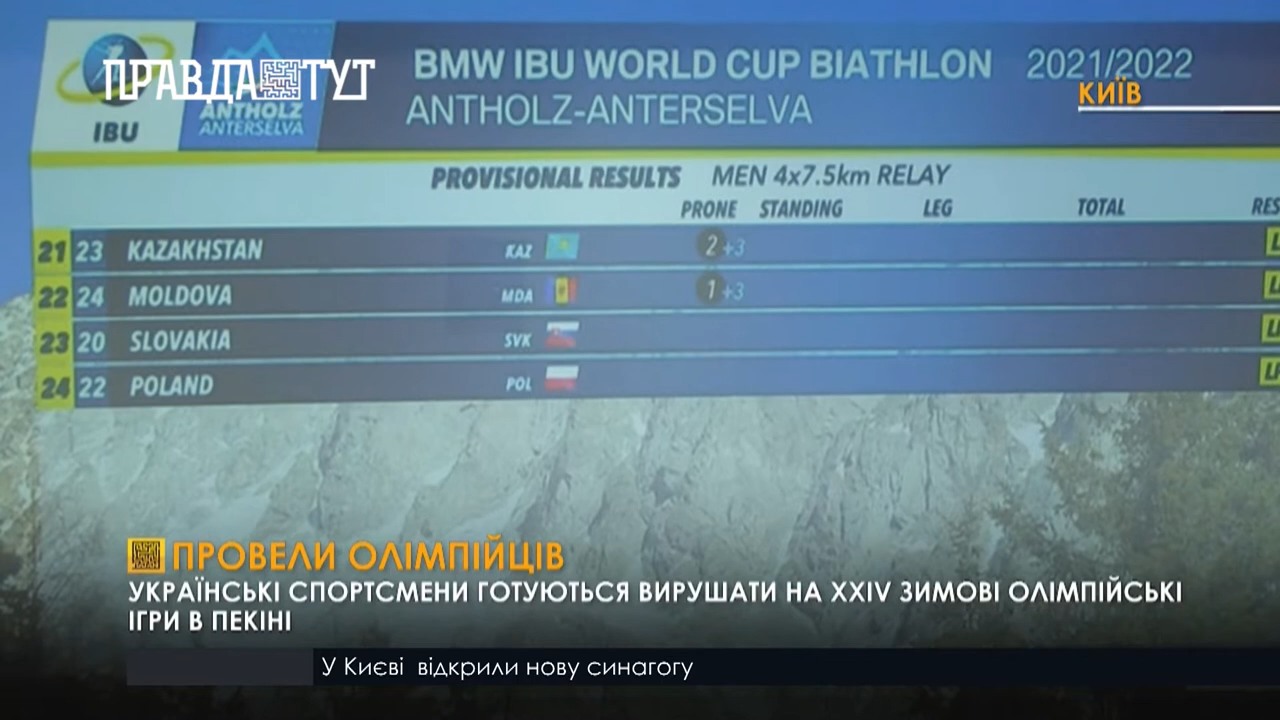 ПРАВДА ТУТ
IBU
ANTHOLZ
ANTERSELVA
BMW IBU WORLD CUP BIATHLON 2021/2022
ANTHOLZ-ANTERSELVA
КИЇВ
PROVISIONAL RESULTS MEN 4x7.5km RELAY
PRONE STANDING LEG TOTAL
21 23 KAZAKHSTAN KAZ 2+3
22 24 MOLDOVA MDA 1+3
23 20 SLOVAKIA SVK
24 22 POLAND POL
ПРОВЕЛИ ОЛІМПІЙЦІВ
УКРАЇНСЬКІ СПОРТСМЕНИ ГОТУЮТЬСЯ ВИРУШАТИ НА XXIV ЗИМОВІ ОЛІМПІЙСЬКІ
ІГРИ В ПЕКІНІ
У Києві відкрили нову синагогу